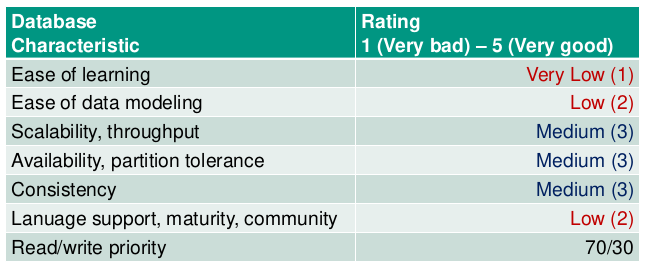 Database Rating
Characteristic 1 (Very bad) – 5 (Very good)
Ease of learning Very Low (1)
Ease of data modeling Low (2)
Scalability, throughput Medium (3)
Availability, partition tolerance Medium (3)
Consistency Medium (3)
Lanuage support, maturity, community Low (2)
Read/write priority 70/30